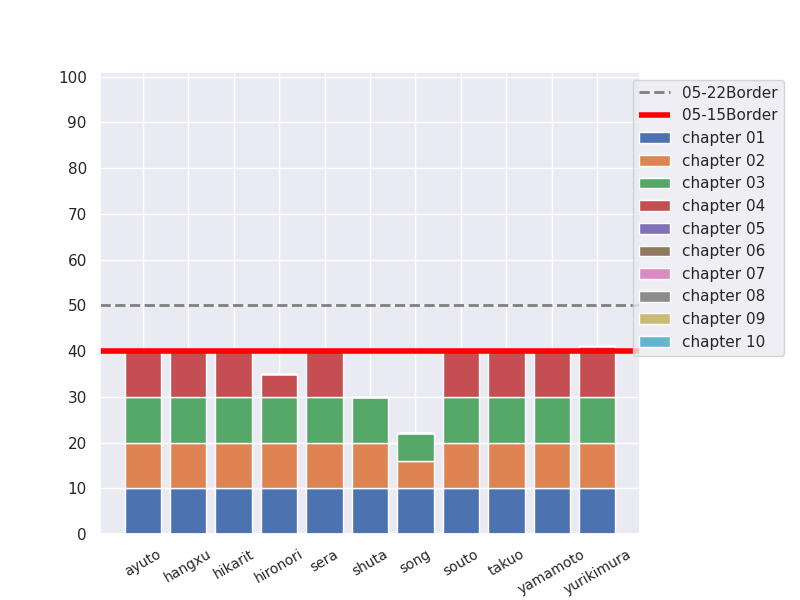 100
90
80
70
60
50
40
30
20
10
0
05-22Border
05-15Border
chapter 01
chapter 02
chapter 03
chapter 04
chapter 05
chapter 06
chapter 07
chapter 08
chapter 09
chapter 10
ayuto
hangxu
hikarit
hironori
sera
shuta
song
souto
takuo
yamamoto
yurikimura